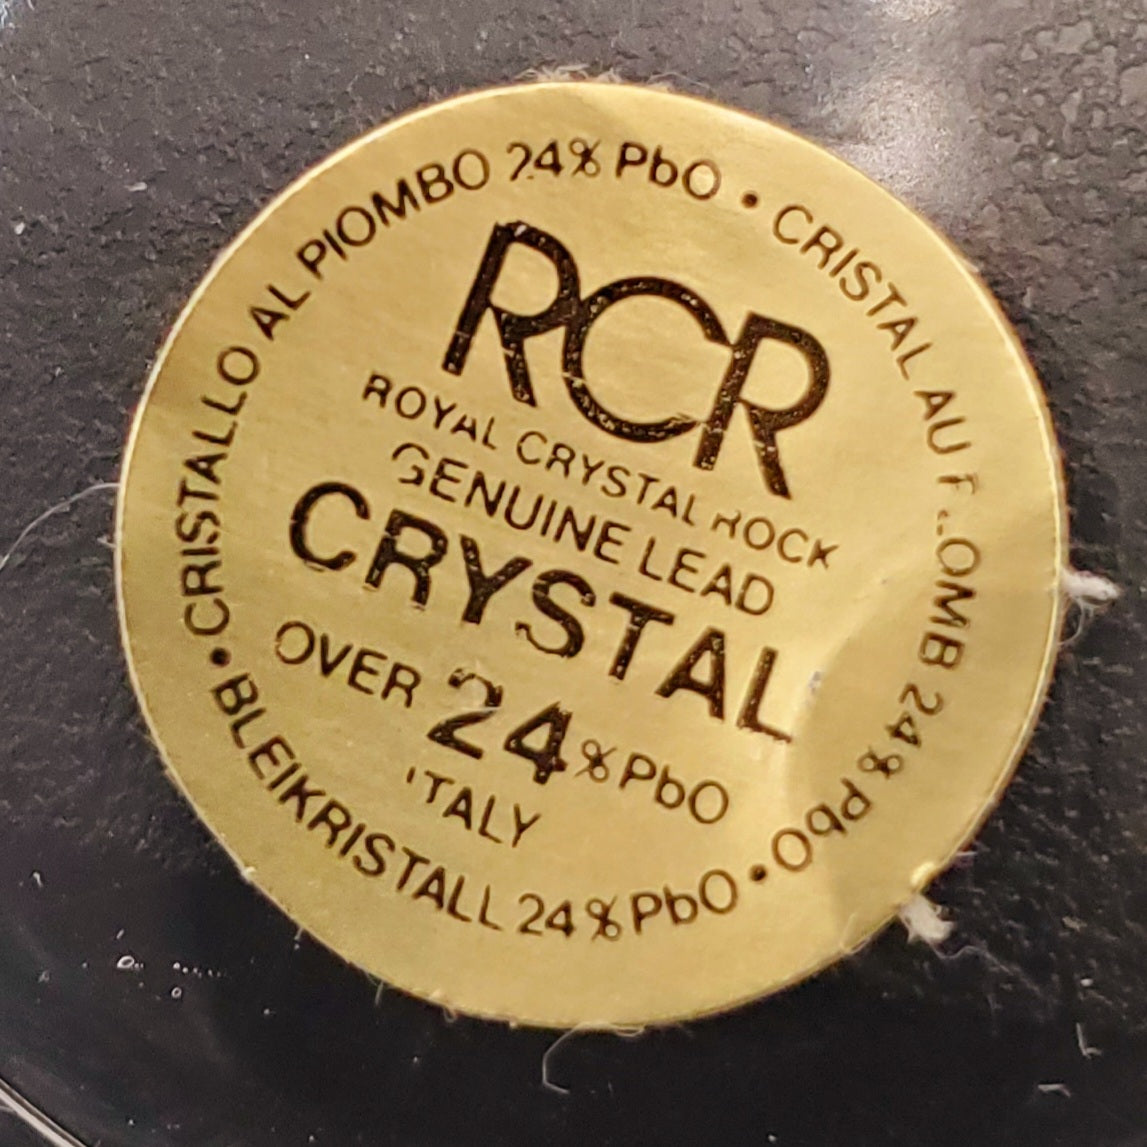 RCR
ROYAL CRYSTAL ROCK
GENUINE LEAD
CRYSTAL
OVER 24% PbO
ITALY
• CRISTALLO AL PIOMBO 24% PbO • CRISTAL AU PLOMB 24% PbO • BLEIKRISTALL 24% PbO